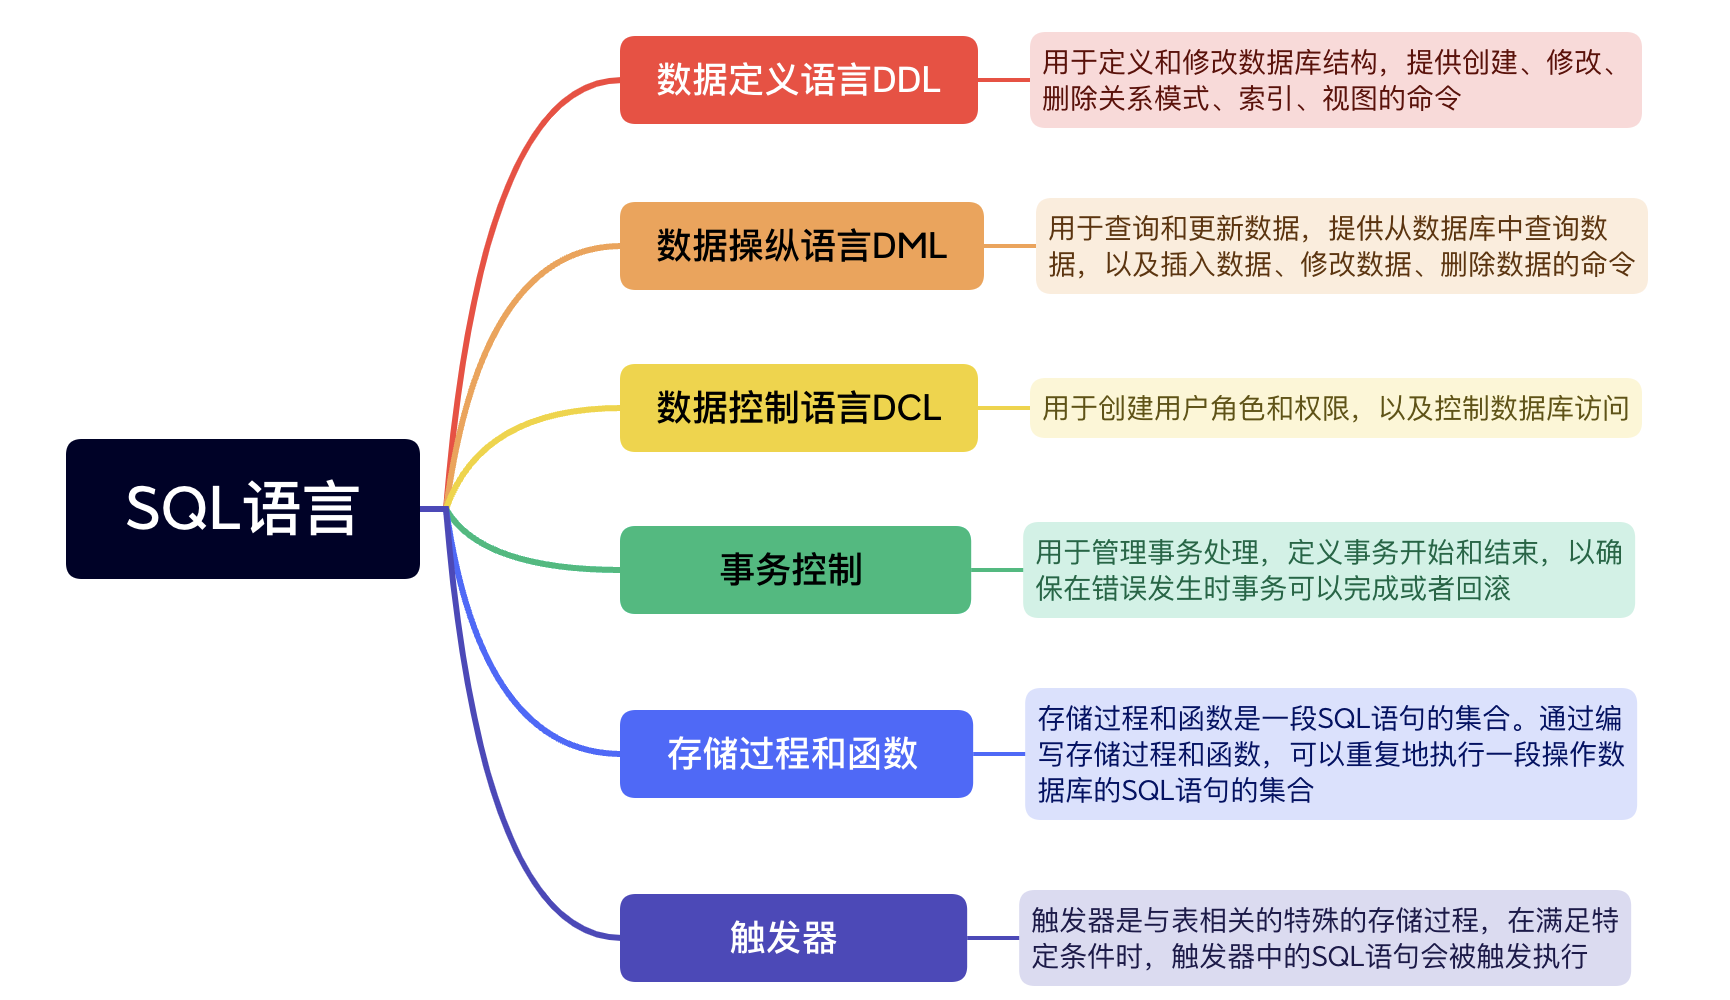 SQL语言
数据定义语言DDL
用于定义和修改数据库结构，提供创建、修改、
删除关系模式、索引、视图的命令
数据操纵语言DML
用于查询和更新数据，提供从数据库中查询数
据，以及插入数据、修改数据、删除数据的命令
数据控制语言DCL
用于创建用户角色和权限，以及控制数据库访问
事务控制
用于管理事务处理，定义事务开始和结束，以确
保在错误发生时事务可以完成或者回滚
存储过程和函数
存储过程和函数是一段SQL语句的集合。通过编
写存储过程和函数，可以重复地执行一段操作数
据库的SQL语句的集合
触发器
触发器是与表相关的特殊的存储过程，在满足特
定条件时，触发器中的SQL语句会被触发执行